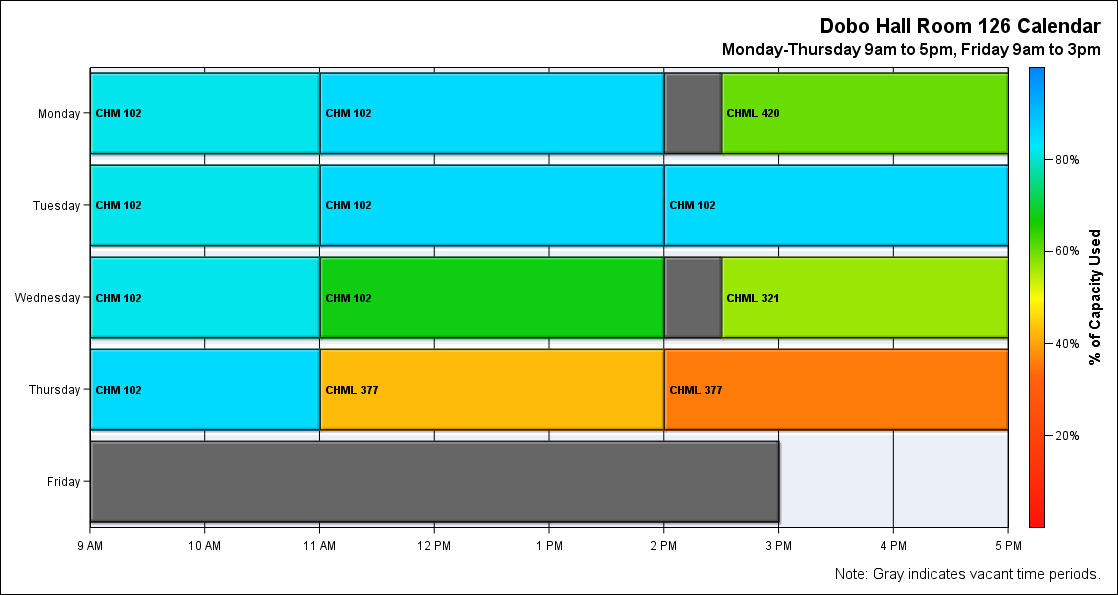 Dobo Hall Room 126 Calendar
Monday-Thursday 9am to 5pm, Friday 9am to 3pm
Monday
CHM 102
CHM 102
CHML 420
Tuesday
CHM 102
CHM 102
CHM 102
Wednesday
CHM 102
CHM 102
CHML 321
Thursday
CHM 102
CHML 377
CHML 377
Friday
9 AM
10 AM
11 AM
12 PM
1 PM
2 PM
3 PM
4 PM
5 PM
80%
60%
40%
20%
% of Capacity Used
Note: Gray indicates vacant time periods.